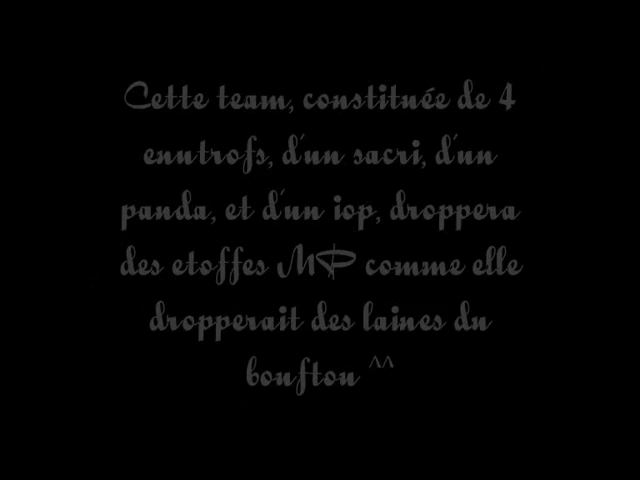 Cette team, constituée de 4
enutrofs, d'un sacri, d'un
panda, et d'un iop, droppera
des etoffes MP comme elle
dropperait des laines du
bouftou ^^